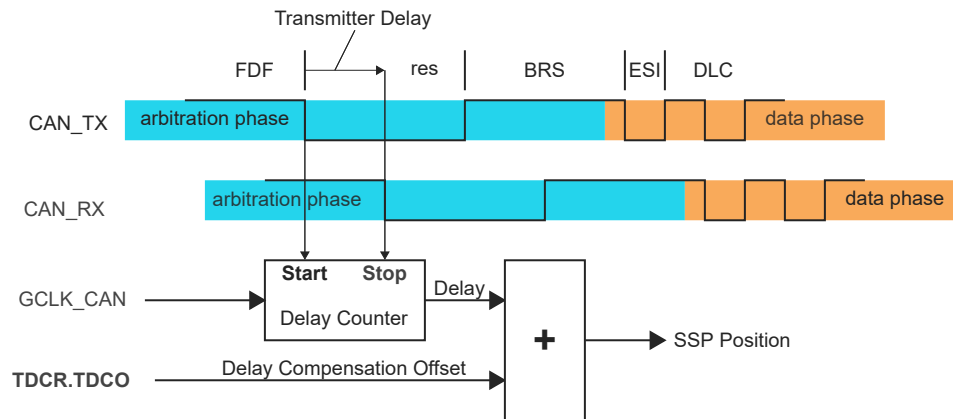 Transmitter Delay
FDF res BRS ESI DLC
CAN_TX arbitration phase data phase
CAN_RX arbitration phase data phase
Start Stop
GCLK_CAN Delay Counter Delay
+ SSP Position
TDCR.TDCO Delay Compensation Offset